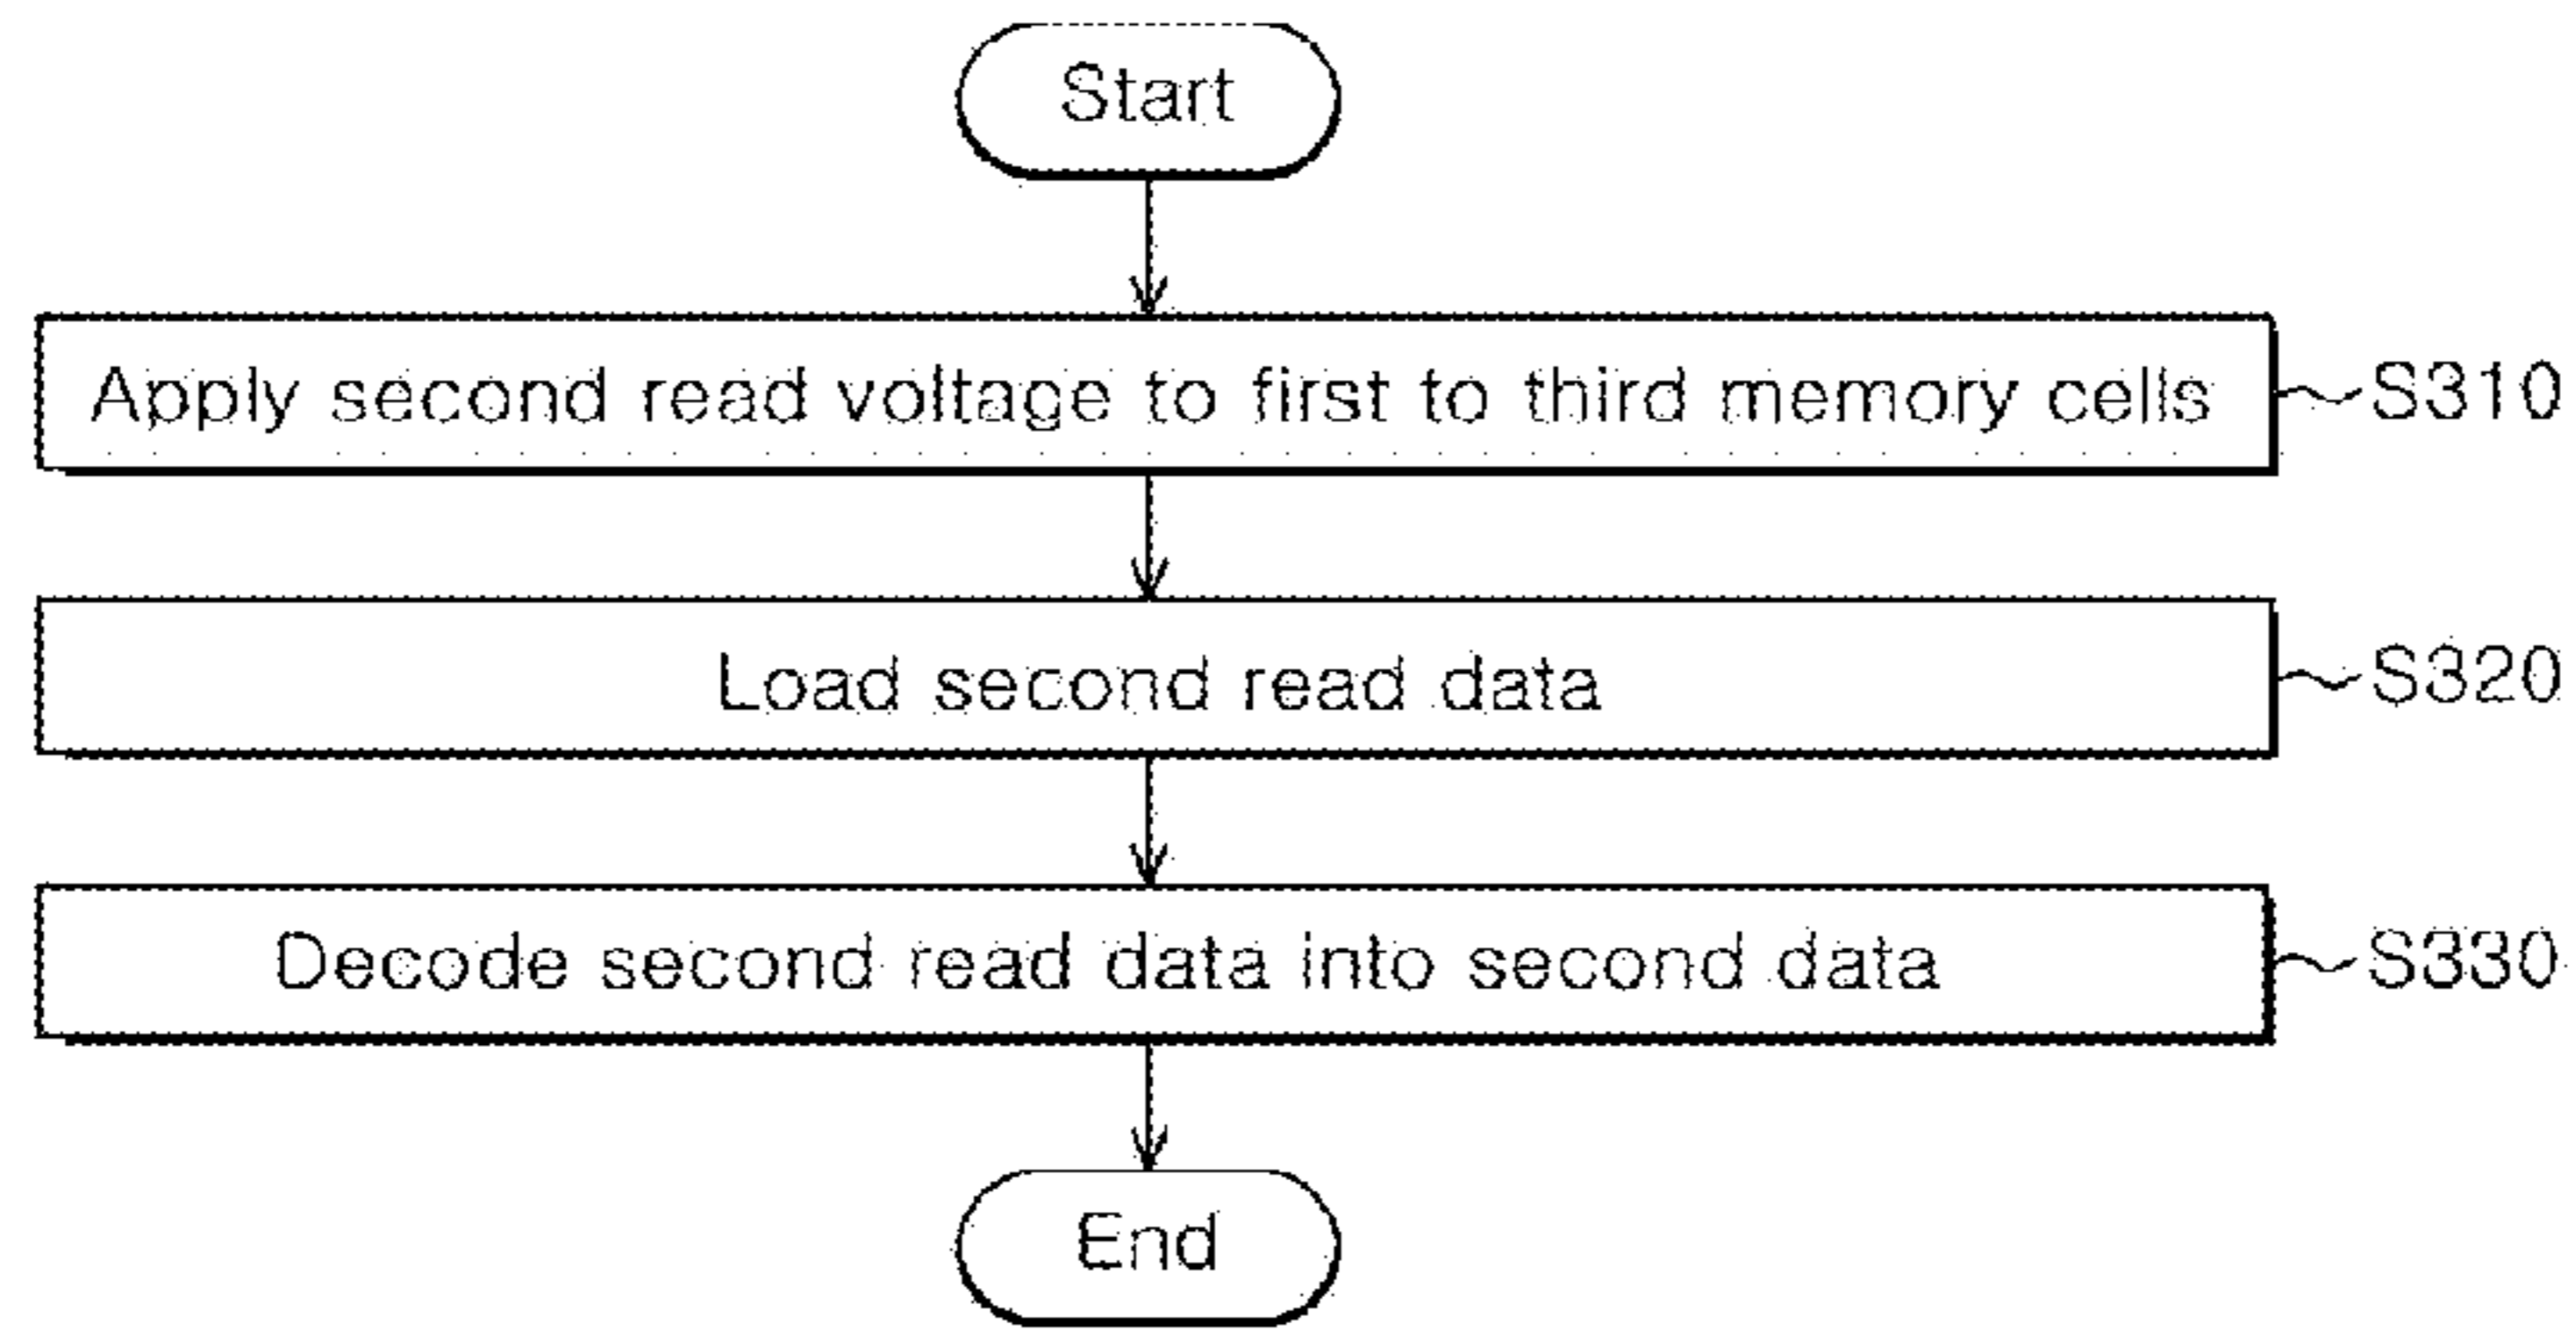 Start
Apply second read voltage to first to third memory cells S310
Load second read data S320
Decode second read data into second data S330
End